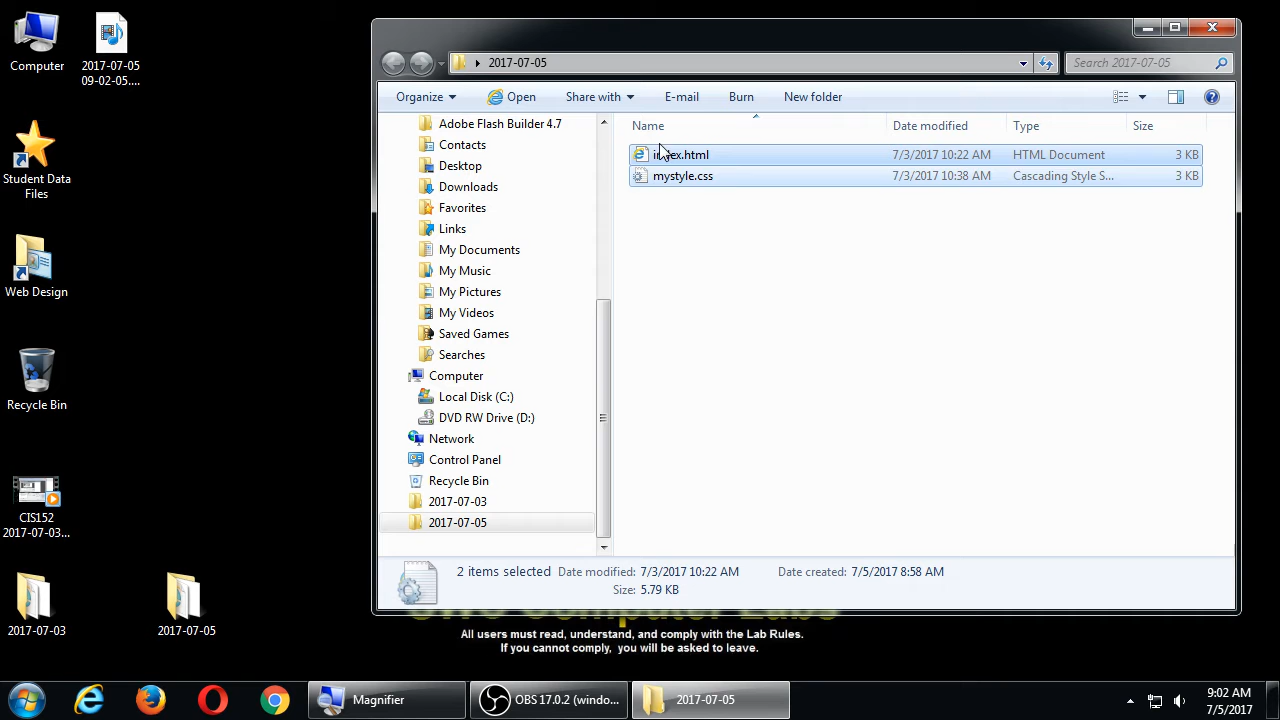 Computer
2017-07-05
09-02-05....
Student Data
Files
Web Design
Recycle Bin
CIS152
2017-07-03...
2017-07-03
2017-07-05
2017-07-05
Search 2017-07-05
Organize
Open
Share with
E-mail
Burn
New folder
Adobe Flash Builder 4.7
Contacts
Desktop
Downloads
Favorites
Links
My Documents
My Music
My Pictures
My Videos
Saved Games
Searches
Computer
Local Disk (C:)
DVD RW Drive (D:)
Network
Control Panel
Recycle Bin
2017-07-03
2017-07-05
Name Date modified Type Size
index.html 7/3/2017 10:22 AM HTML Document 3 KB
mystyle.css 7/3/2017 10:38 AM Cascading Style S... 3 KB
2 items selected Date modified: 7/3/2017 10:22 AM Date created: 7/5/2017 8:58 AM
Size: 5.79 KB
Computer Labs
All users must read, understand, and comply with the Lab Rules.
If you cannot comply, you will be asked to leave.
Magnifier
OBS 17.0.2 (windo...
2017-07-05
9:02 AM
7/5/2017